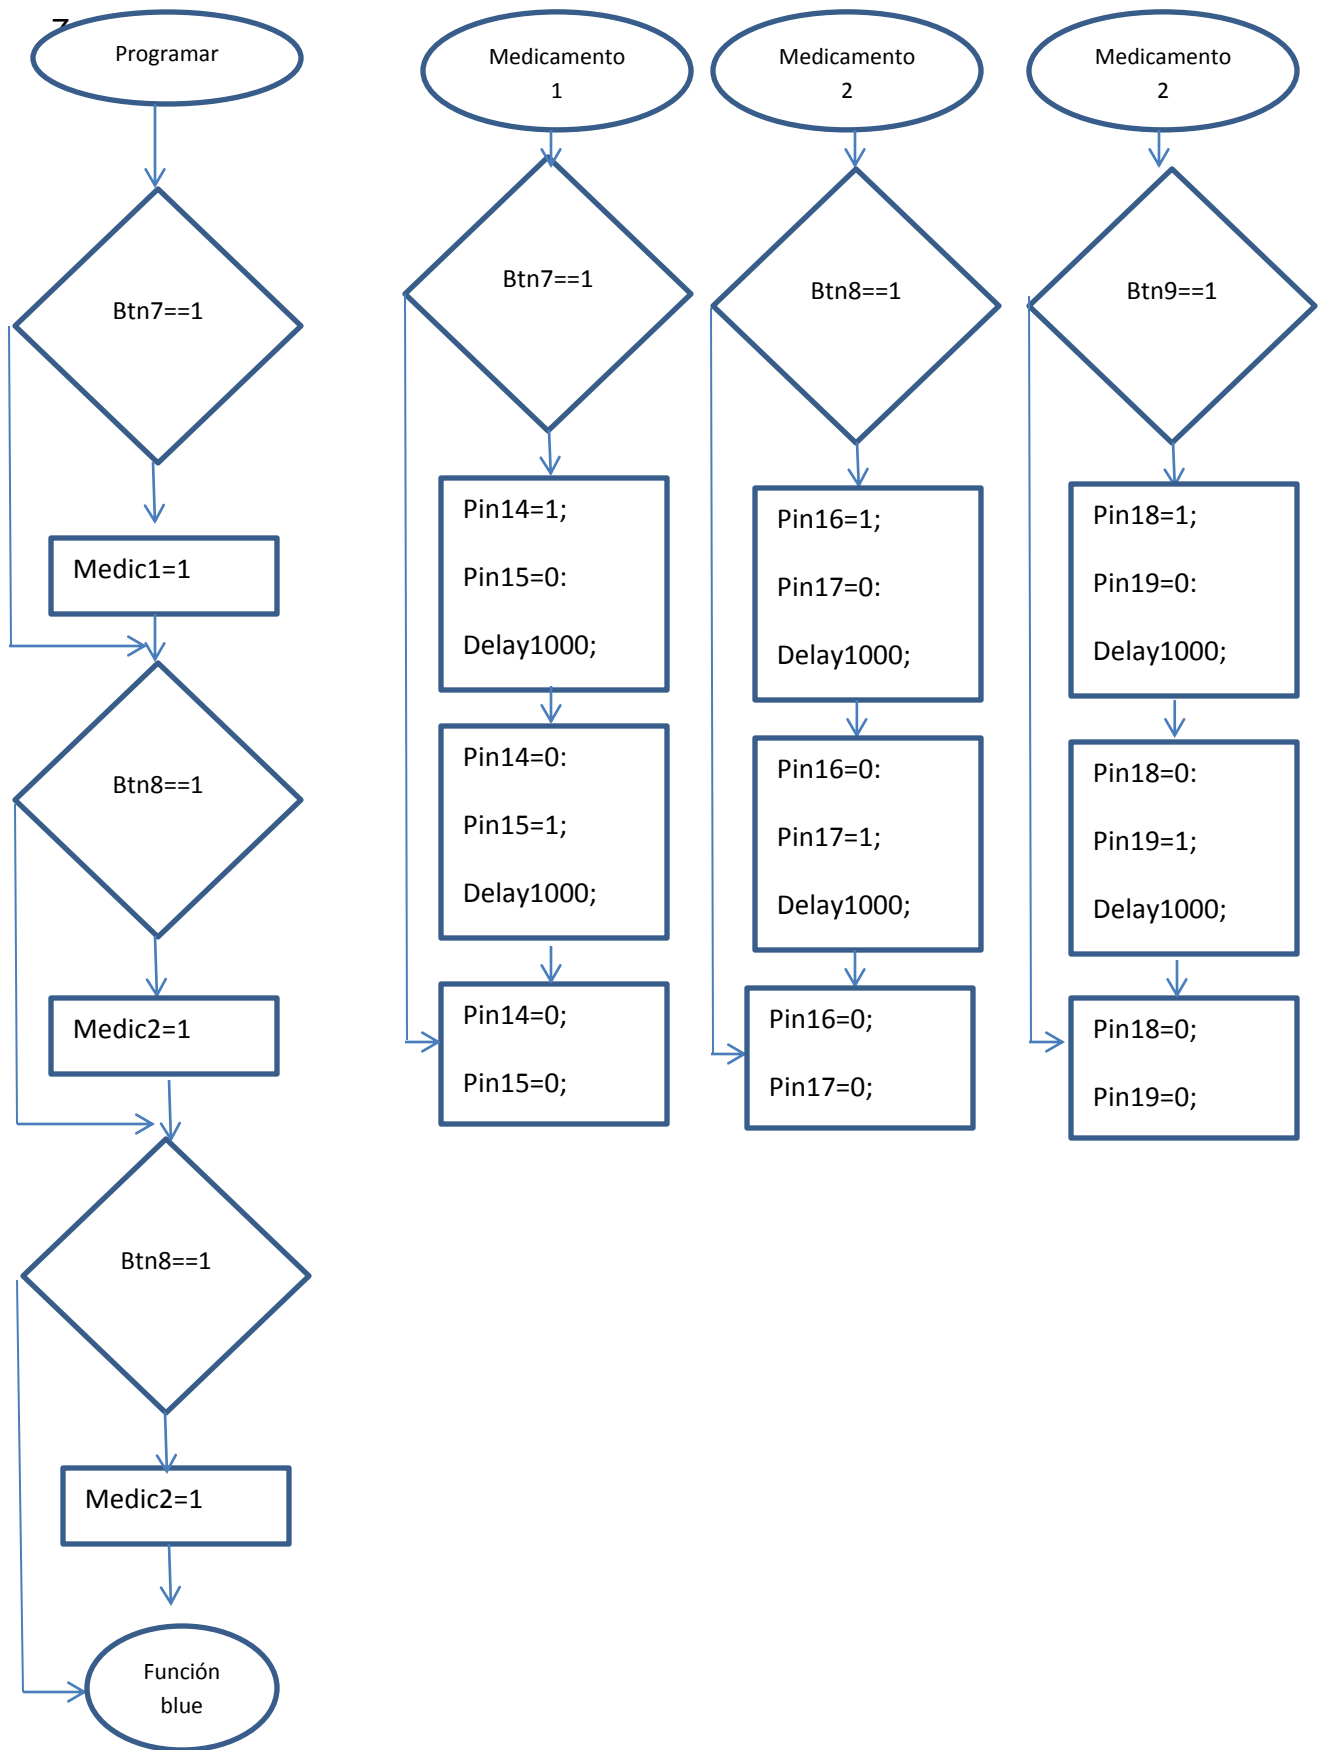 Programar
Btn7==1
Medic1=1
Btn8==1
Medic2=1
Btn8==1
Medic2=1
Función
blue
Medicamento
1
Btn7==1
Pin14=1;
Pin15=0:
Delay1000;
Pin14=0:
Pin15=1;
Delay1000;
Pin14=0;
Pin15=0;
Medicamento
2
Btn8==1
Pin16=1;
Pin17=0:
Delay1000;
Pin16=0:
Pin17=1;
Delay1000;
Pin16=0;
Pin17=0;
Medicamento
2
Btn9==1
Pin18=1;
Pin19=0:
Delay1000;
Pin18=0:
Pin19=1;
Delay1000;
Pin18=0;
Pin19=0;